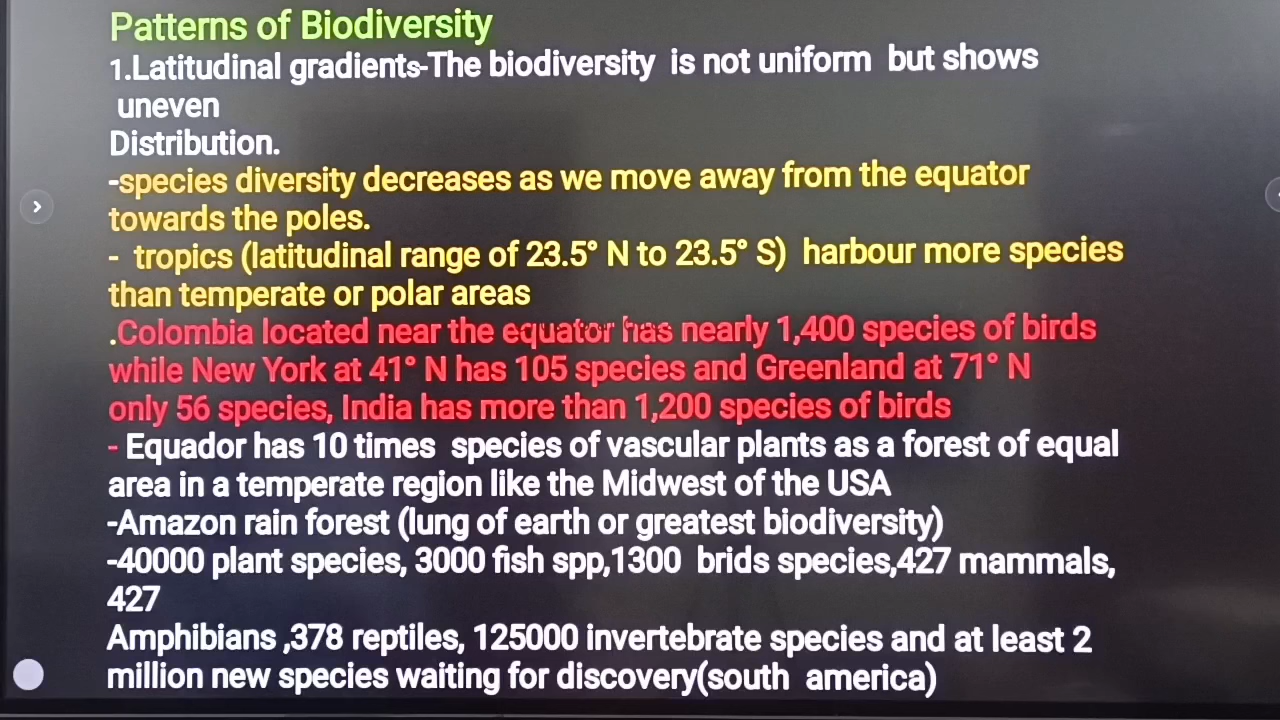 Patterns of Biodiversity
1.Latitudinal gradients-The biodiversity is not uniform but shows
uneven
Distribution.
-species diversity decreases as we move away from the equator
towards the poles.
- tropics (latitudinal range of 23.5° N to 23.5° S) harbour more species
than temperate or polar areas
.Colombia located near the equator has nearly 1,400 species of birds
while New York at 41° N has 105 species and Greenland at 71° N
only 56 species, India has more than 1,200 species of birds
- Equador has 10 times species of vascular plants as a forest of equal
area in a temperate region like the Midwest of the USA
-Amazon rain forest (lung of earth or greatest biodiversity)
-40000 plant species, 3000 fish spp,1300 brids species,427 mammals,
427
Amphibians ,378 reptiles, 125000 invertebrate species and at least 2
million new species waiting for discovery(south america)